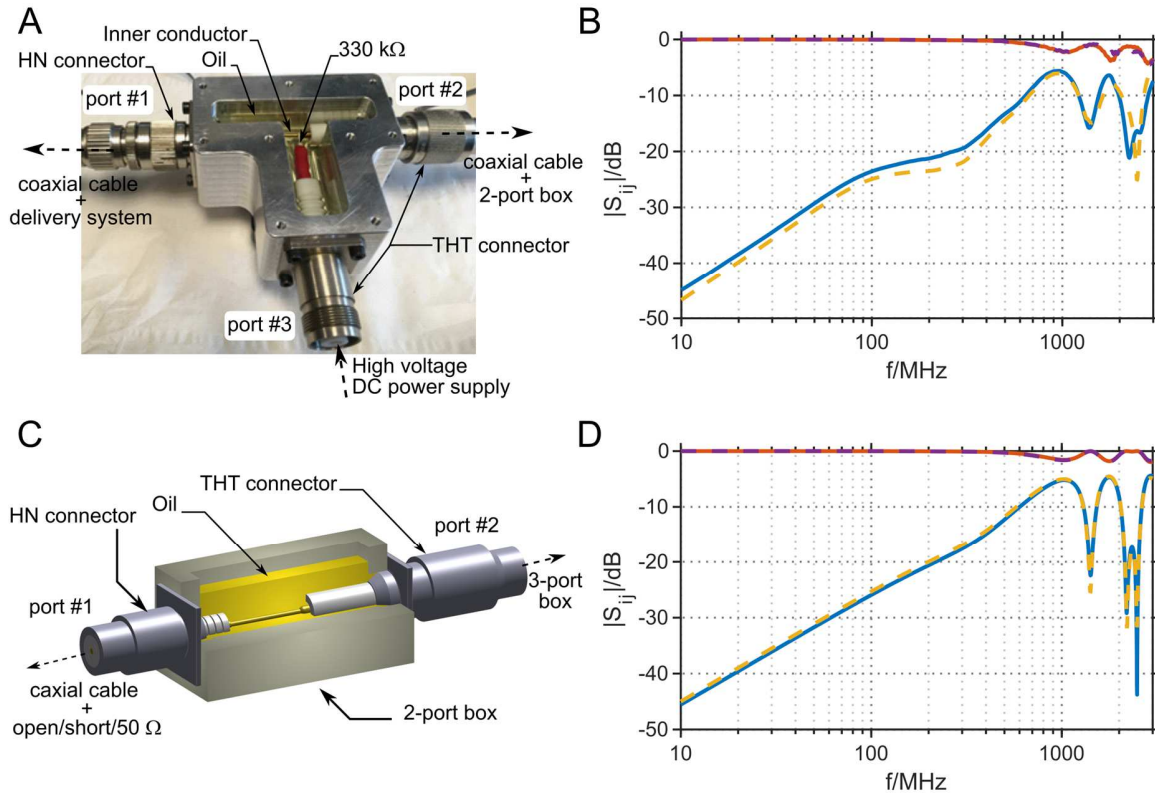 A
Inner conductor
330 kΩ
Oil
HN connector
port #1
port #2
coaxial cable
+
delivery system
coaxial cable
+
2-port box
THT connector
port #3
High voltage
DC power supply
B
0
-10
-20
-30
-40
-50
|Sij|/dB
10
100
1000
f/MHz
C
THT connector
Oil
HN connector
port #2
port #1
3-port
box
caxial cable
+
open/short/50 Ω
2-port box
D
0
-10
-20
-30
-40
-50
|Sij|/dB
10
100
1000
f/MHz